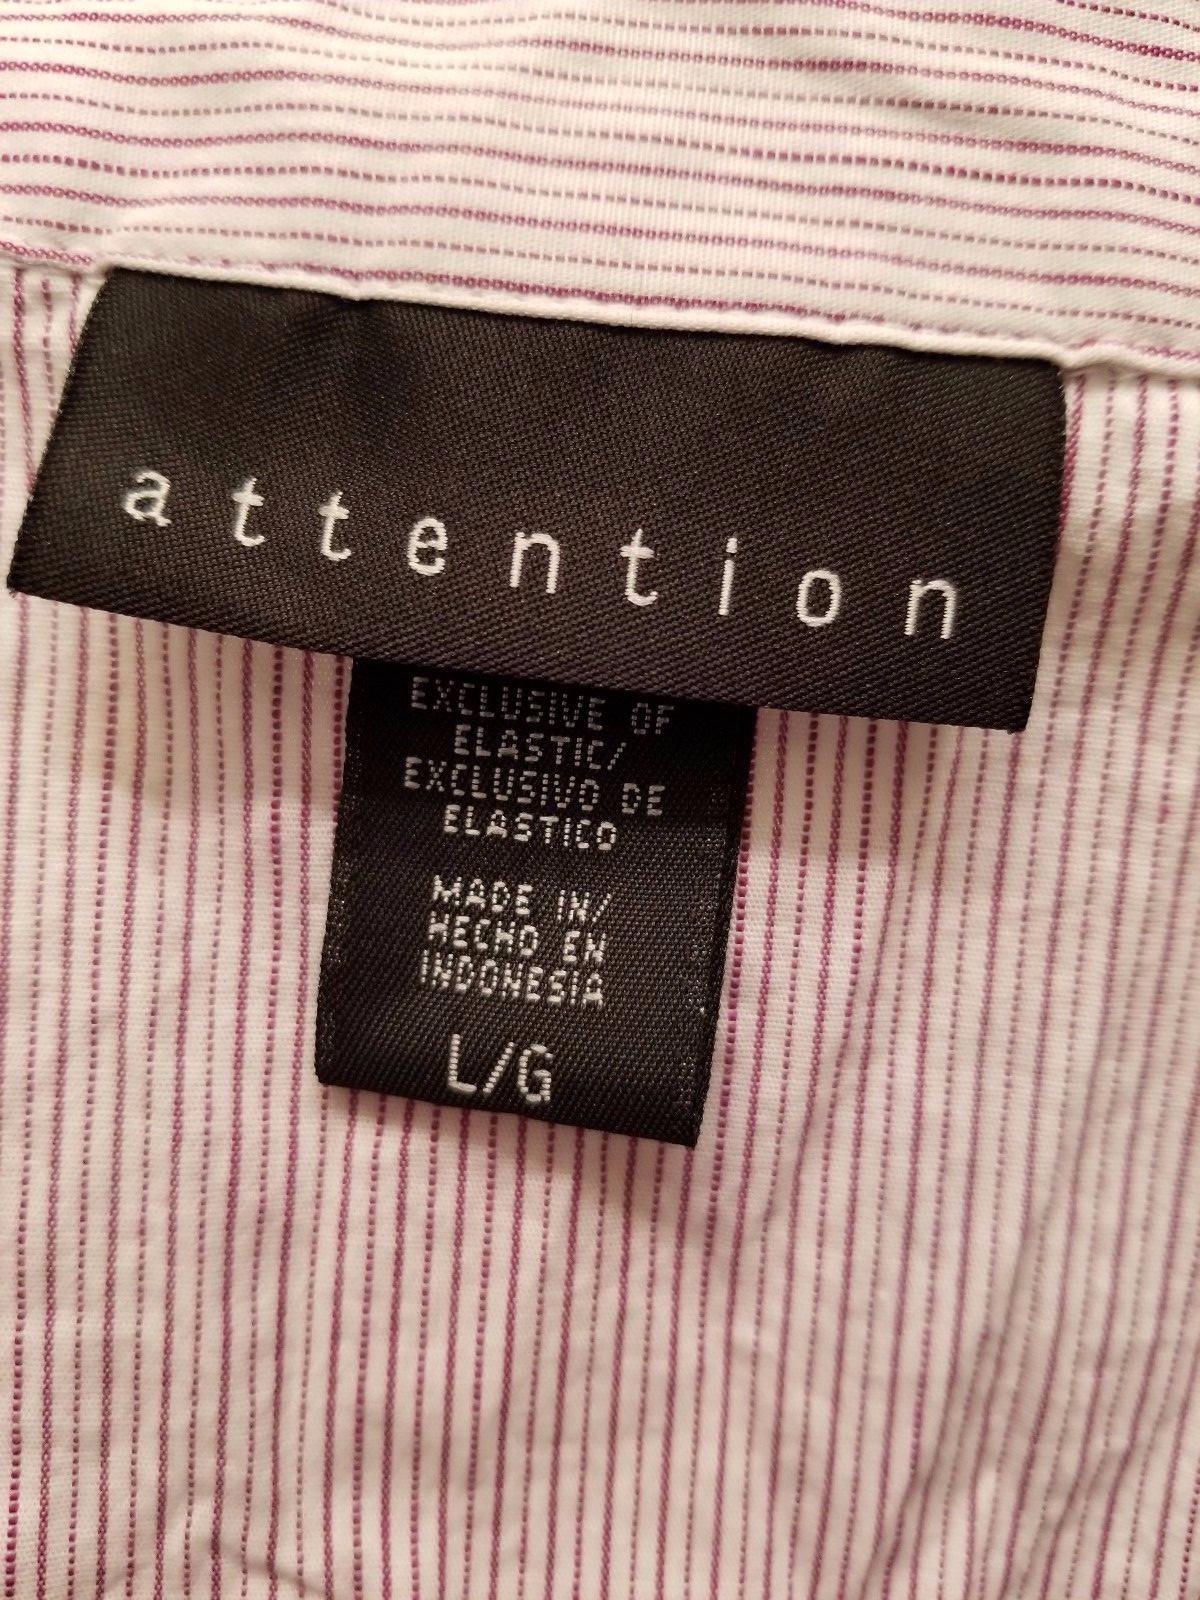 attention
EXCLUSIVE OF
ELASTIC/
EXCLUSIVO DE
ELASTICO
MADE IN/
HECHO EN
INDONESIA
L/G